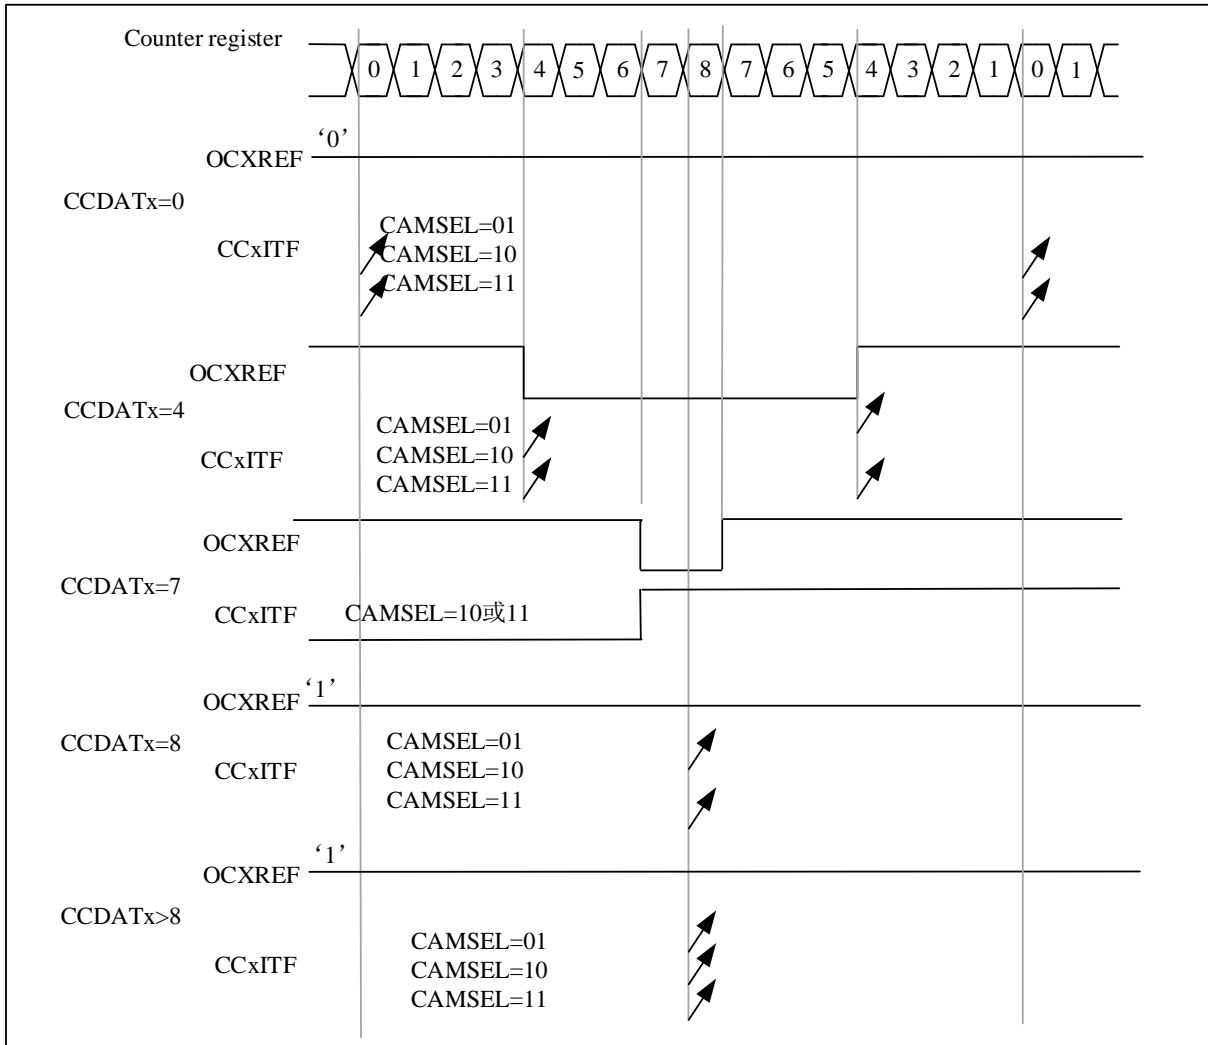 Counter register
0 1 2 3 4 5 6 7 8 7 6 5 4 3 2 1 0 1
‘0’
OCXREF
CCDATx=0
CAMSEL=01
CCxITF
CAMSEL=10
CAMSEL=11
OCXREF
CCDATx=4
CAMSEL=01
CCxITF
CAMSEL=10
CAMSEL=11
OCXREF
CCDATx=7
CCxITF
CAMSEL=10或11
‘1’
OCXREF
CCDATx=8
CAMSEL=01
CCxITF
CAMSEL=10
CAMSEL=11
‘1’
OCXREF
CCDATx>8
CAMSEL=01
CCxITF
CAMSEL=10
CAMSEL=11